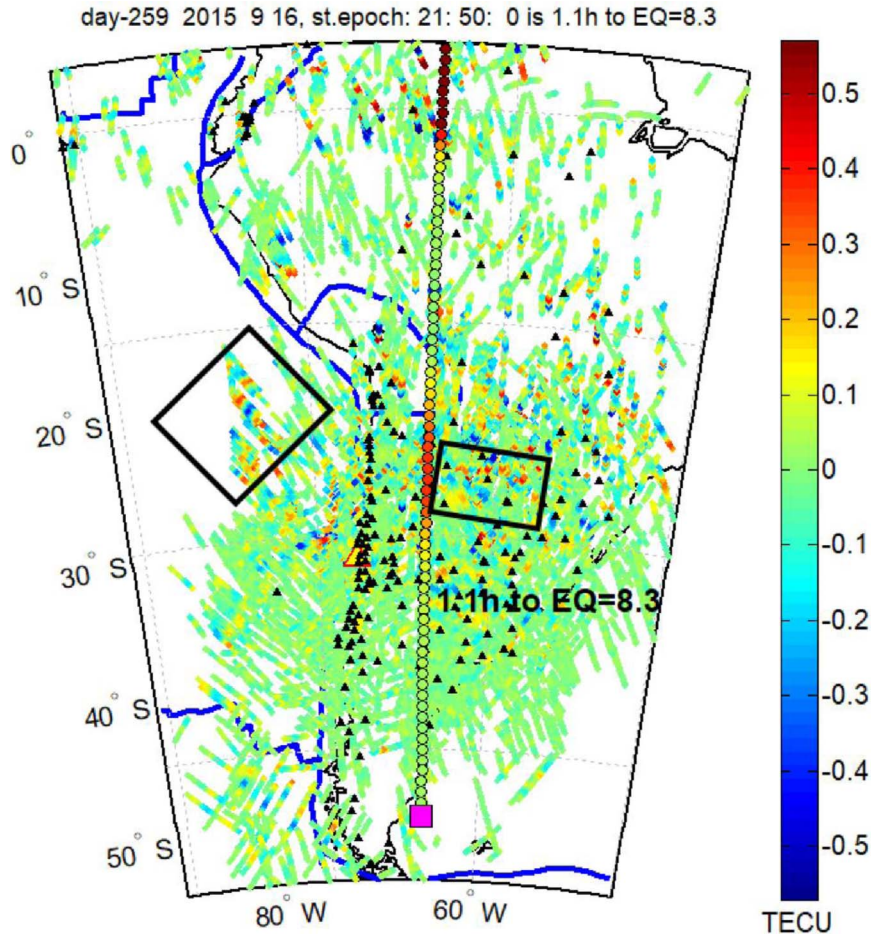 day-259 2015 9 16, st.epoch: 21: 50: 0 is 1.1h to EQ=8.3
0°
10° S
20° S
30° S
40° S
50° S
80° W
60° W
1.1h to EQ=8.3
0.5
0.4
0.3
0.2
0.1
0
-0.1
-0.2
-0.3
-0.4
-0.5
TECU